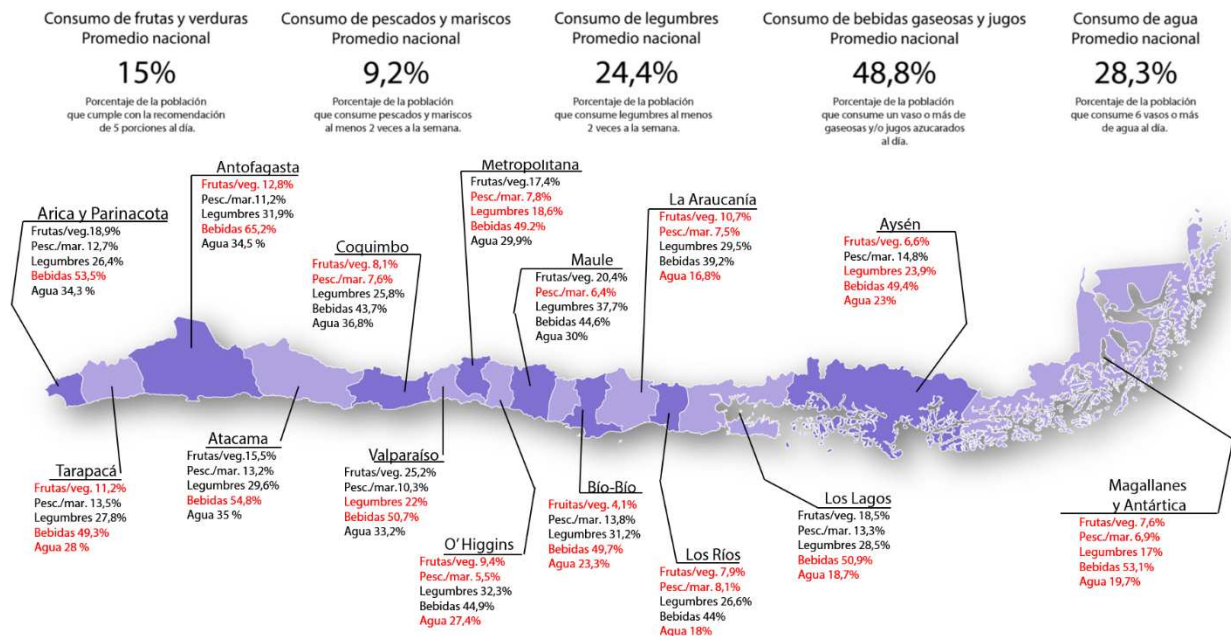 Consumo de frutas y verduras
Promedio nacional
15%
Porcentaje de la población
que cumple con la recomendación
de 5 porciones al día.
Consumo de pescados y mariscos
Promedio nacional
9,2%
Porcentaje de la población
que consume pescados y mariscos
al menos 2 veces a la semana.
Consumo de legumbres
Promedio nacional
24,4%
Porcentaje de la población
que consume legumbres al menos
2 veces a la semana.
Consumo de bebidas gaseosas y jugos
Promedio nacional
48,8%
Porcentaje de la población
que consume un vaso o más de
gaseosas y/o jugos azucarados
al día.
Consumo de agua
Promedio nacional
28,3%
Porcentaje de la población
que consume 6 vasos o más
de agua al día.
Arica y Parinacota
Frutas/veg.18,9%
Pesc./mar. 12,7%
Legumbres 26,4%
Bebidas 53,5%
Agua 34,3 %
Antofagasta
Frutas/veg. 12,8%
Pesc./mar.11,2%
Legumbres 31,9%
Bebidas 65,2%
Agua 34,5 %
Coquimbo
Frutas/veg. 8,1%
Pesc./mar. 7,6%
Legumbres 25,8%
Bebidas 43,7%
Agua 36,8%
Metropolitana
Frutas/veg.17,4%
Pesc./mar. 7,8%
Legumbres 18,6%
Bebidas 49.2%
Agua 29,9%
Maule
Frutas/veg. 20,4%
Pesc./mar. 6,4%
Legumbres 37,7%
Bebidas 44,6%
Agua 30%
La Araucanía
Frutas/veg. 10,7%
Pesc./mar. 7,5%
Legumbres 29,5%
Bebidas 39,2%
Agua 16,8%
Aysén
Frutas/veg. 6,6%
Pesc./mar. 14,8%
Legumbres 23,9%
Bebidas 49,4%
Agua 23%
Tarapacá
Frutas/veg. 11,2%
Pesc./mar. 13,5%
Legumbres 27,8%
Bebidas 49,3%
Agua 28 %
Atacama
Frutas/veg.15,5%
Pesc./mar. 13,2%
Legumbres 29,6%
Bebidas 54,8%
Agua 35 %
Valparaíso
Frutas/veg. 25,2%
Pesc./mar.10,3%
Legumbres 22%
Bebidas 50,7%
Agua 33,2%
O'Higgins
Frutas/veg. 9,4%
Pesc./mar. 5,5%
Legumbres 32,3%
Bebidas 44,9%
Agua 27,4%
Bío-Bío
Fruitas/veg. 4,1%
Pesc./mar. 13,8%
Legumbres 31,2%
Bebidas 49,7%
Agua 23,3%
Los Ríos
Frutas/veg. 7,9%
Pesc./mar. 8,1%
Legumbres 26,6%
Bebidas 44%
Agua 18%
Los Lagos
Frutas/veg. 18,5%
Pesc./mar. 13,3%
Legumbres 28,5%
Bebidas 50,9%
Agua 18,7%
Magallanes
y Antártica
Frutas/veg. 7,6%
Pesc./mar. 6,9%
Legumbres 17%
Bebidas 53,1%
Agua 19,7%